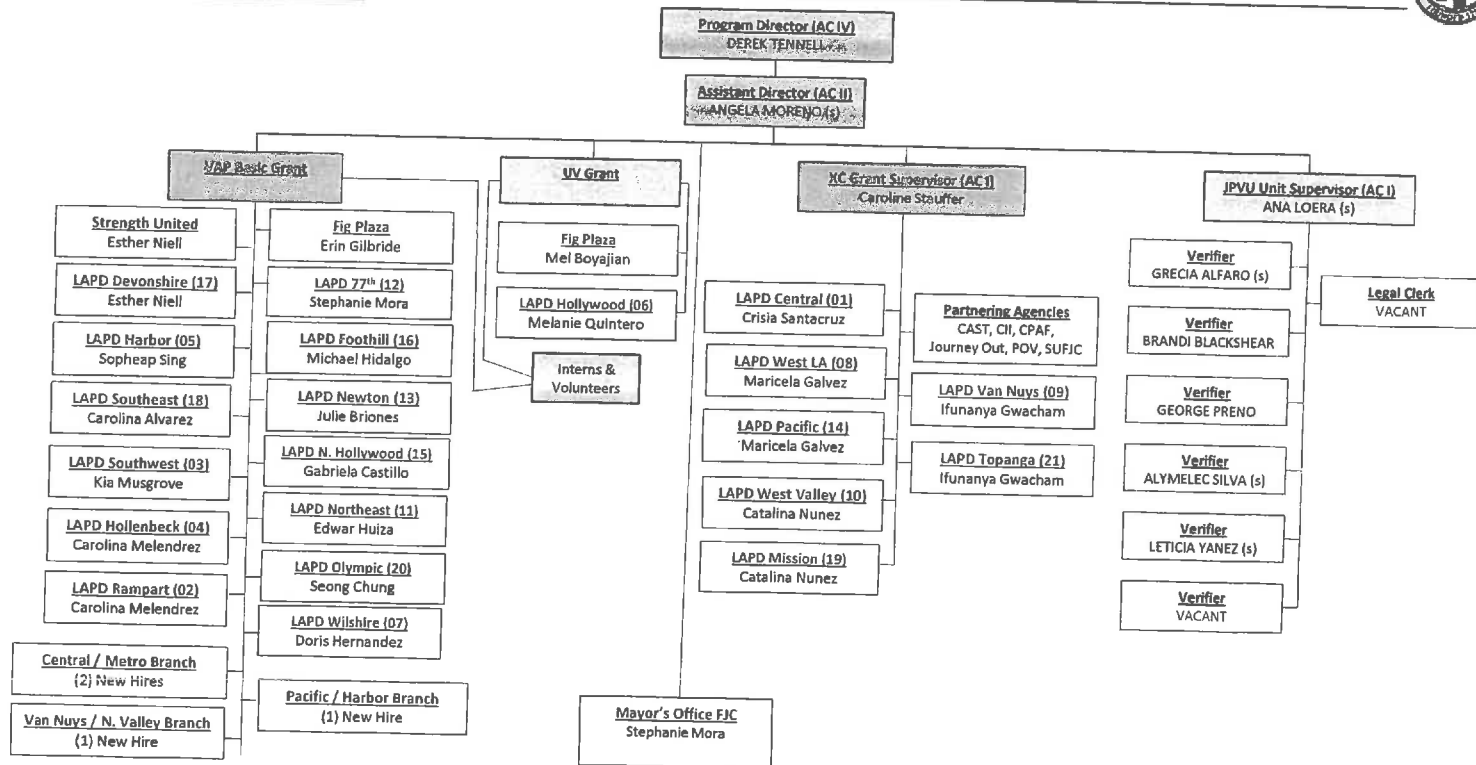 Program Director (AC IV)
DEREK TENNELL
Assistant Director (AC II)
ANGELA MORENO (s)
VAP Basic Grant
Strength United
Esther Niell
LAPD Devonshire (17)
Esther Niell
LAPD Harbor (05)
Sopheap Sing
LAPD Southeast (18)
Carolina Alvarez
LAPD Southwest (03)
Kia Musgrove
LAPD Hollenbeck (04)
Carolina Melendrez
LAPD Rampart (02)
Carolina Melendrez
Central / Metro Branch
(2) New Hires
Van Nuys / N. Valley Branch
(1) New Hire
Fig Plaza
Erin Gilbride
LAPD 77th (12)
Stephanie Mora
LAPD Foothill (16)
Michael Hidalgo
LAPD Newton (13)
Julie Briones
LAPD N. Hollywood (15)
Gabriela Castillo
LAPD Northeast (11)
Edwar Huiza
LAPD Olympic (20)
Seong Chung
LAPD Wilshire (07)
Doris Hernandez
Pacific / Harbor Branch
(1) New Hire
UV Grant
Fig Plaza
Mel Boyajian
LAPD Hollywood (06)
Melanie Quintero
Interns &
Volunteers
Mayor's Office FJC
Stephanie Mora
XC Grant Supervisor (AC I)
Caroline Stauffer
LAPD Central (01)
Crisia Santacruz
LAPD West LA (08)
Maricela Galvez
LAPD Pacific (14)
Maricela Galvez
LAPD West Valley (10)
Catalina Nunez
LAPD Mission (19)
Catalina Nunez
Partnering Agencies
CAST, CII, CPAF,
Journey Out, POV, SUFJC
LAPD Van Nuys (09)
Ifunanya Gwacham
LAPD Topanga (21)
Ifunanya Gwacham
JPVU Unit Supervisor (AC I)
ANA LOERA (s)
Verifier
GRECIA ALFARO (s)
Verifier
BRANDI BLACKSHEAR
Verifier
GEORGE PRENO
Verifier
ALYMELEC SILVA (s)
Verifier
LETICIA YANEZ (s)
Verifier
VACANT
Legal Clerk
VACANT